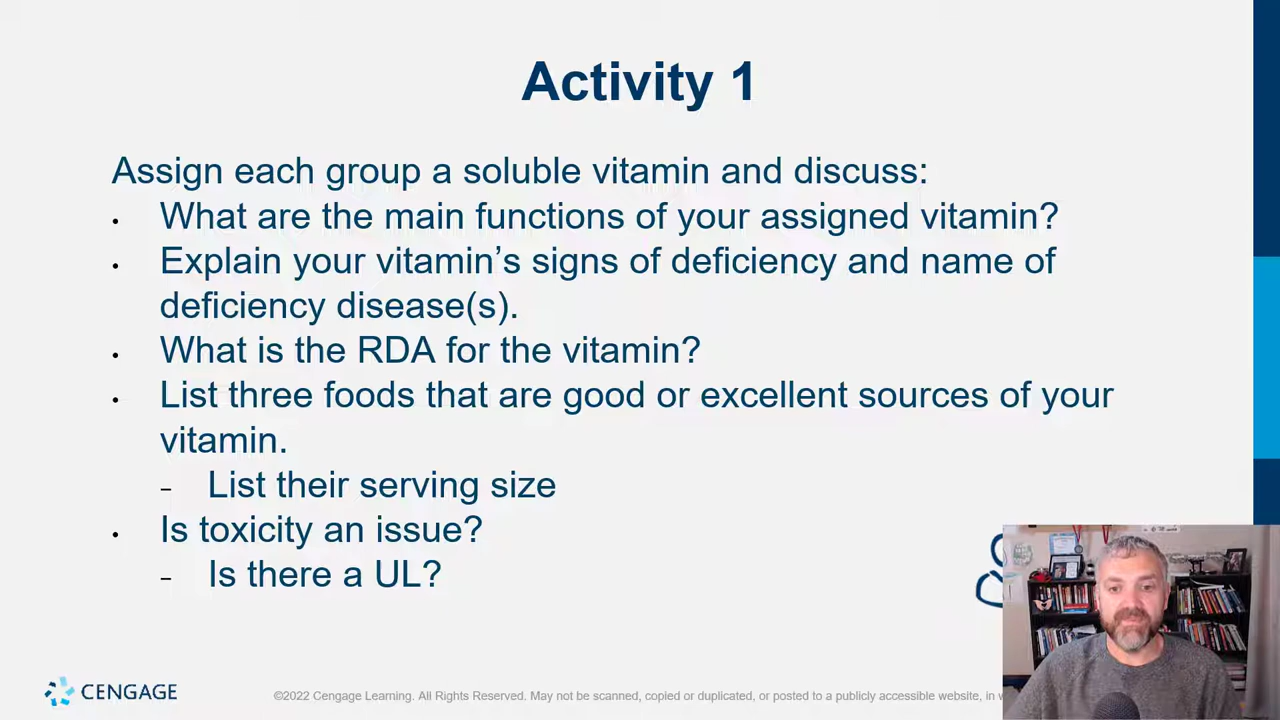 Activity 1
Assign each group a soluble vitamin and discuss:
• What are the main functions of your assigned vitamin?
• Explain your vitamin’s signs of deficiency and name of
deficiency disease(s).
• What is the RDA for the vitamin?
• List three foods that are good or excellent sources of your
vitamin.
– List their serving size
• Is toxicity an issue?
– Is there a UL?
CENGAGE
©2022 Cengage Learning. All Rights Reserved. May not be scanned, copied or duplicated, or posted to a publicly accessible website, in